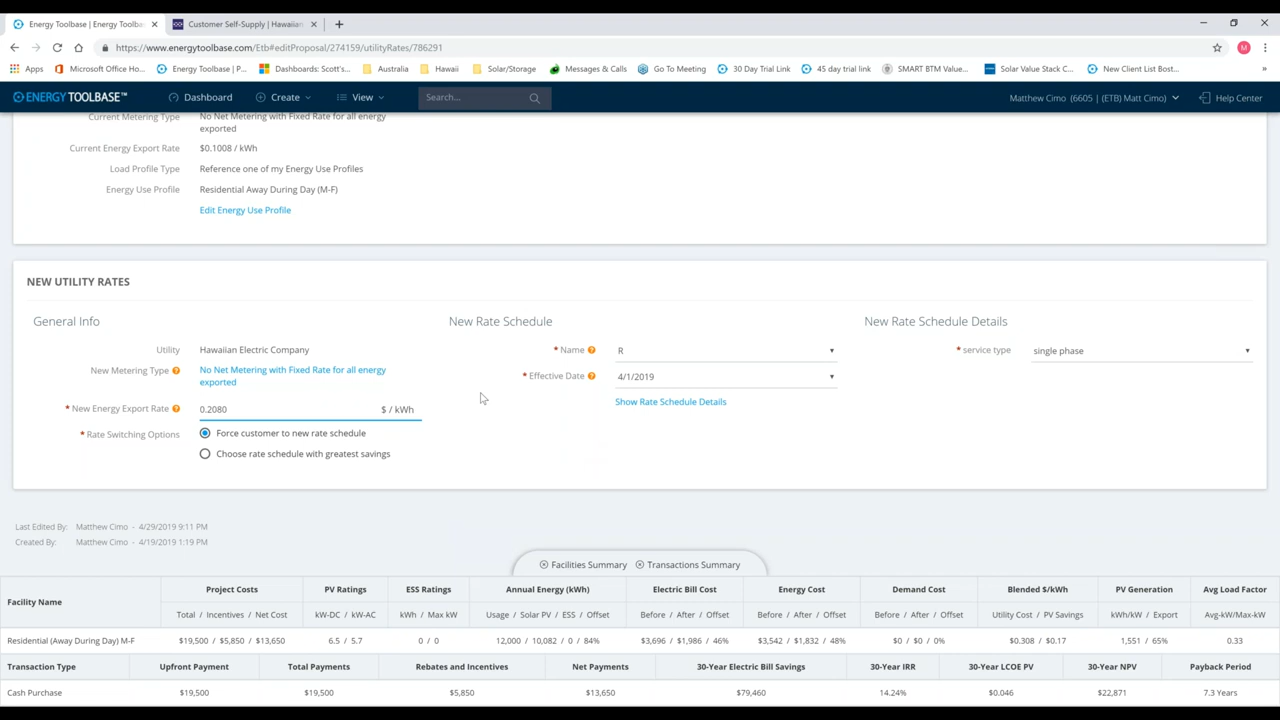 Energy Toolbase | Energy Toolba
Customer Self-Supply | Hawaiian
https://www.energytoolbase.com/Etb#editProposal/274159/utilityRates/786291
M
Apps
Microsoft Office Ho...
Energy Toolbase | P...
Dashboards: Scott's...
Australia
Hawaii
Solar/Storage
Messages & Calls
Go To Meeting
30 Day Trial Link
45 day trial link
SMART BTM Value...
Solar Value Stack C...
New Client List Bost...
»
ENERGY TOOLBASE™
Dashboard
Create
View
Search...
Matthew Cimo (6605 | (ETB) Matt Cimo)
Help Center
Current Metering Type
No Net Metering with Fixed Rate for all energy
exported
Current Energy Export Rate
$0.1008 / kWh
Load Profile Type
Reference one of my Energy Use Profiles
Energy Use Profile
Residential Away During Day (M-F)
Edit Energy Use Profile
NEW UTILITY RATES
General Info
Utility
Hawaiian Electric Company
New Metering Type ?
No Net Metering with Fixed Rate for all energy
exported
* New Energy Export Rate ?
0.2080
$ / kWh
* Rate Switching Options
Force customer to new rate schedule
Choose rate schedule with greatest savings
New Rate Schedule
* Name ?
R
* Effective Date ?
4/1/2019
Show Rate Schedule Details
New Rate Schedule Details
* service type
single phase
Last Edited By: Matthew Cimo - 4/29/2019 9:11 PM
Created By: Matthew Cimo - 4/19/2019 1:19 PM
Facilities Summary
Transactions Summary
Facility Name
Project Costs
PV Ratings
ESS Ratings
Annual Energy (kWh)
Electric Bill Cost
Energy Cost
Demand Cost
Blended $/kWh
PV Generation
Avg Load Factor
Total / Incentives / Net Cost
kW-DC / kW-AC
kWh / Max kW
Usage / Solar PV / ESS / Offset
Before / After / Offset
Before / After / Offset
Before / After / Offset
Utility Cost / PV Savings
kWh/kW / Export
Avg-kW/Max-kW
Residential (Away During Day) M-F
$19,500 / $5,850 / $13,650
6.5 / 5.7
0 / 0
12,000 / 10,082 / 0 / 84%
$3,696 / $1,986 / 46%
$3,542 / $1,832 / 48%
$0 / $0 / 0%
$0.308 / $0.17
1,551 / 65%
0.33
Transaction Type
Upfront Payment
Total Payments
Rebates and Incentives
Net Payments
30-Year Electric Bill Savings
30-Year IRR
30-Year LCOE PV
30-Year NPV
Payback Period
Cash Purchase
$19,500
$19,500
$5,850
$13,650
$79,460
14.24%
$0.046
$22,871
7.3 Years